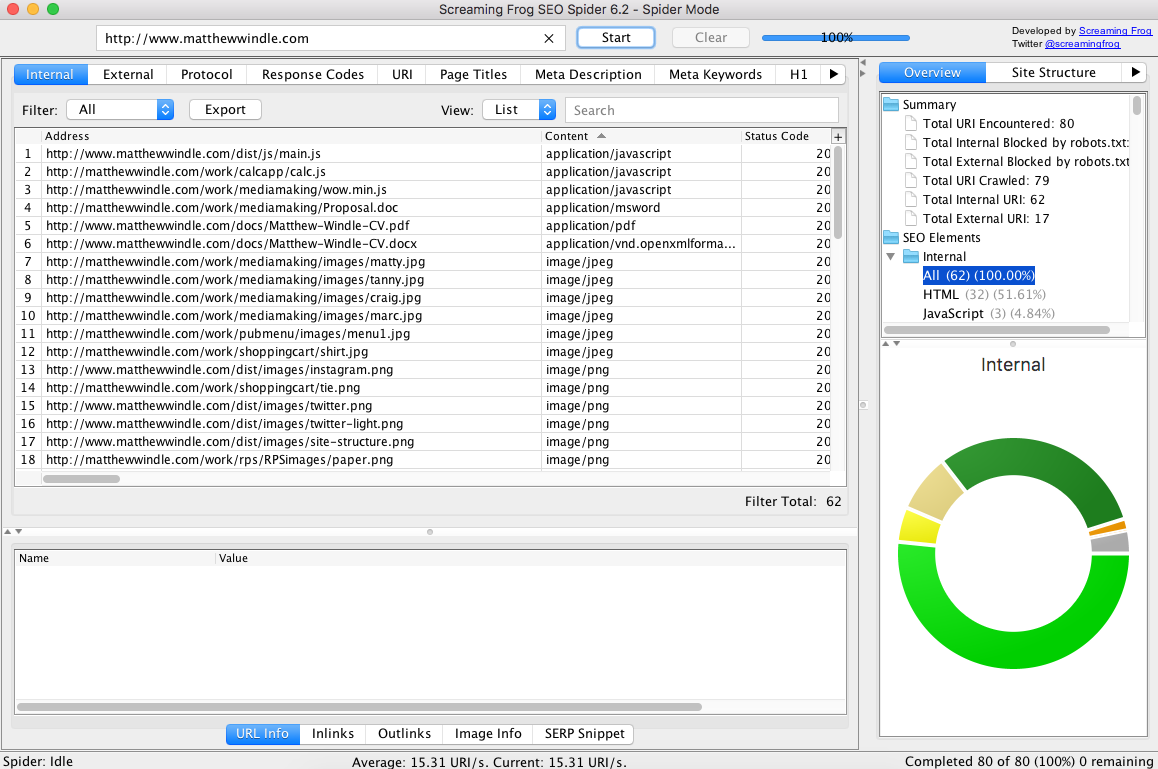 Screaming Frog SEO Spider 6.2 - Spider Mode
http://www.matthewwindle.com
Start
Clear
100%
Developed by Screaming Frog
Twitter @screamingfrog
Internal External Protocol Response Codes URI Page Titles Meta Description Meta Keywords H1
Filter: All Export View: List Search
Address Content Status Code +
1 http://www.matthewwindle.com/dist/js/main.js application/javascript 20
2 http://matthewwindle.com/work/calcapp/calc.js application/javascript 20
3 http://matthewwindle.com/work/mediamaking/wow.min.js application/javascript 20
4 http://matthewwindle.com/work/mediamaking/Proposal.doc application/msword 20
5 http://www.matthewwindle.com/docs/Matthew-Windle-CV.pdf application/pdf 20
6 http://www.matthewwindle.com/docs/Matthew-Windle-CV.docx application/vnd.openxmlforma... 20
7 http://matthewwindle.com/work/mediamaking/images/matty.jpg image/jpeg 20
8 http://matthewwindle.com/work/mediamaking/images/tanny.jpg image/jpeg 20
9 http://matthewwindle.com/work/mediamaking/images/craig.jpg image/jpeg 20
10 http://matthewwindle.com/work/mediamaking/images/marc.jpg image/jpeg 20
11 http://matthewwindle.com/work/pubmenu/images/menu1.jpg image/jpeg 20
12 http://matthewwindle.com/work/shoppingcart/shirt.jpg image/jpeg 20
13 http://www.matthewwindle.com/dist/images/instagram.png image/png 20
14 http://matthewwindle.com/work/shoppingcart/tie.png image/png 20
15 http://www.matthewwindle.com/dist/images/twitter.png image/png 20
16 http://www.matthewwindle.com/dist/images/twitter-light.png image/png 20
17 http://www.matthewwindle.com/dist/images/site-structure.png image/png 20
18 http://matthewwindle.com/work/rps/RPSimages/paper.png image/png 20
Filter Total: 62
Name Value
URL Info Inlinks Outlinks Image Info SERP Snippet
Overview Site Structure
Summary
Total URI Encountered: 80
Total Internal Blocked by robots.txt:
Total External Blocked by robots.txt
Total URI Crawled: 79
Total Internal URI: 62
Total External URI: 17
SEO Elements
Internal
All (62) (100.00%)
HTML (32) (51.61%)
JavaScript (3) (4.84%)
Internal
Spider: Idle
Average: 15.31 URI/s. Current: 15.31 URI/s.
Completed 80 of 80 (100%) 0 remaining